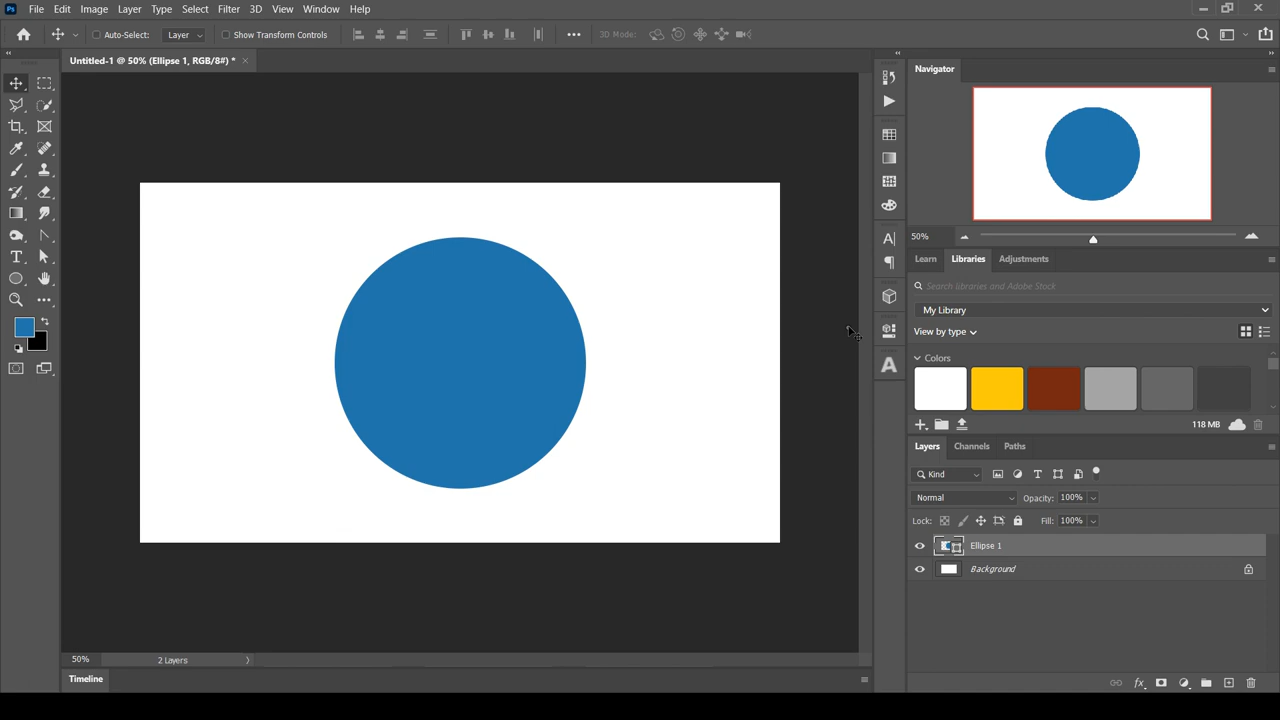 Ps File Edit Image Layer Type Select Filter 3D View Window Help
Auto-Select: Layer Show Transform Controls 3D Mode:
Untitled-1 @ 50% (Ellipse 1, RGB/8#) *
Navigator
50%
Learn Libraries Adjustments
Search libraries and Adobe Stock
My Library
View by type
Colors
118 MB
Layers Channels Paths
Kind
Normal Opacity: 100%
Lock: Fill: 100%
Ellipse 1
Background
50% 2 Layers
Timeline